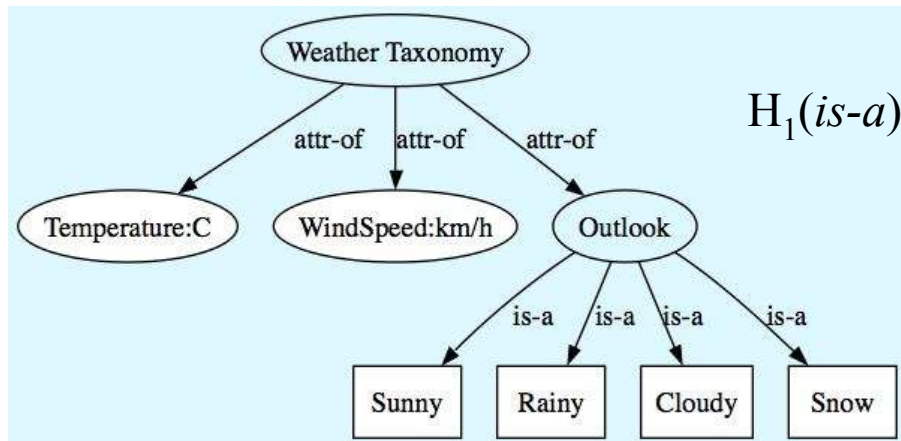 Weather Taxonomy
H1(is-a)
attr-of attr-of attr-of
Temperature:C WindSpeed:km/h Outlook
is-a is-a is-a is-a
Sunny Rainy Cloudy Snow